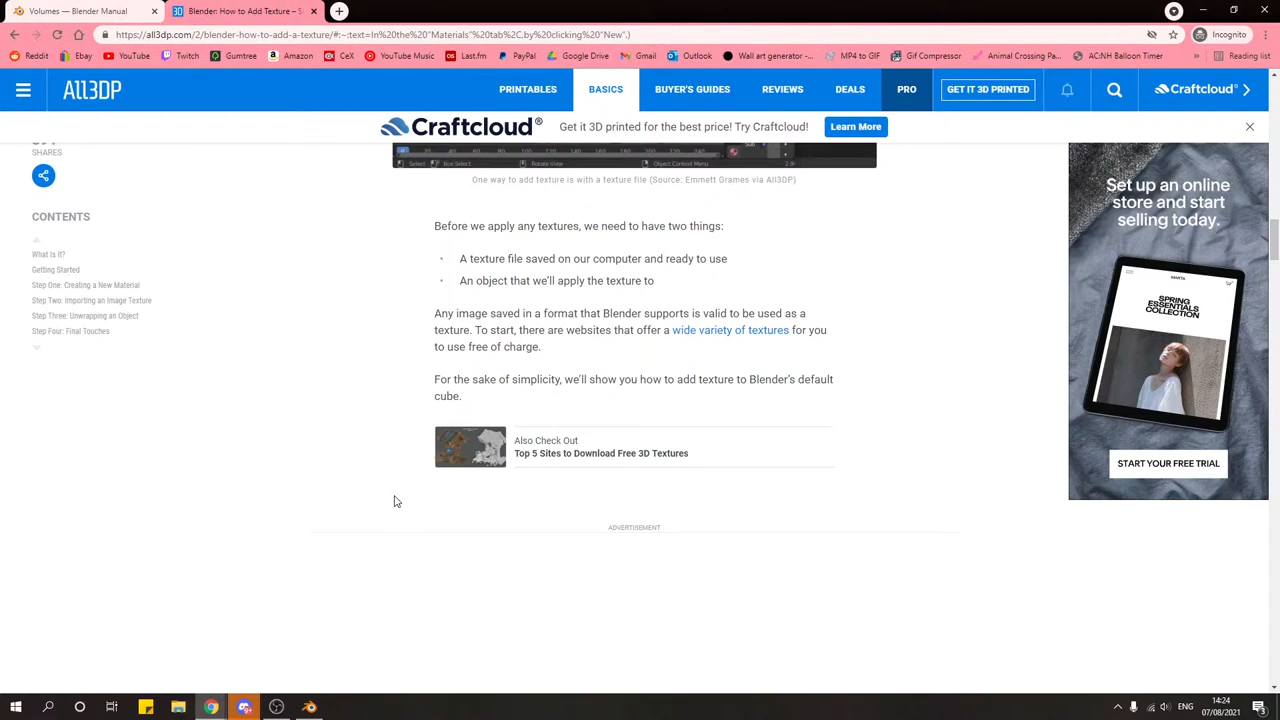 Volumes — Blender Manual
Blender: How to Add Texture – S
Incognito
https://all3dp.com/2/blender-how-to-add-a-texture/#:~:text=In%20the%20"Materials"%20tab%2C,by%20clicking%20"New".)
Reddit
Ebay
YouTube
Twitch
Gumtree
Amazon
CeX
YouTube Music
Last.fm
PayPal
Google Drive
Gmail
Outlook
Wall art generator -...
MP4 to GIF
Gif Compressor
Animal Crossing Pa...
AC:NH Balloon Timer
»
Reading list
All3DP
PRINTABLES
BASICS
BUYER'S GUIDES
REVIEWS
DEALS
PRO
GET IT 3D PRINTED
Craftcloud°
Craftcloud®
Get it 3D printed for the best price! Try Craftcloud!
Learn More
SHARES
CONTENTS
What Is It?
Getting Started
Step One: Creating a New Material
Step Two: Importing an Image Texture
Step Three: Unwrapping an Object
Step Four: Final Touches
Select
Box Select
Rotate View
Object Context Menu
One way to add texture is with a texture file (Source: Emmett Grames via All3DP)
Before we apply any textures, we need to have two things:
A texture file saved on our computer and ready to use
An object that we'll apply the texture to
Any image saved in a format that Blender supports is valid to be used as a
texture. To start, there are websites that offer a wide variety of textures for you
to use free of charge.
For the sake of simplicity, we'll show you how to add texture to Blender's default
cube.
Also Check Out
Top 5 Sites to Download Free 3D Textures
ADVERTISEMENT
Set up an online
store and start
selling today.
SPRING
ESSENTIALS
COLLECTION
START YOUR FREE TRIAL
ENG
14:24
07/08/2021